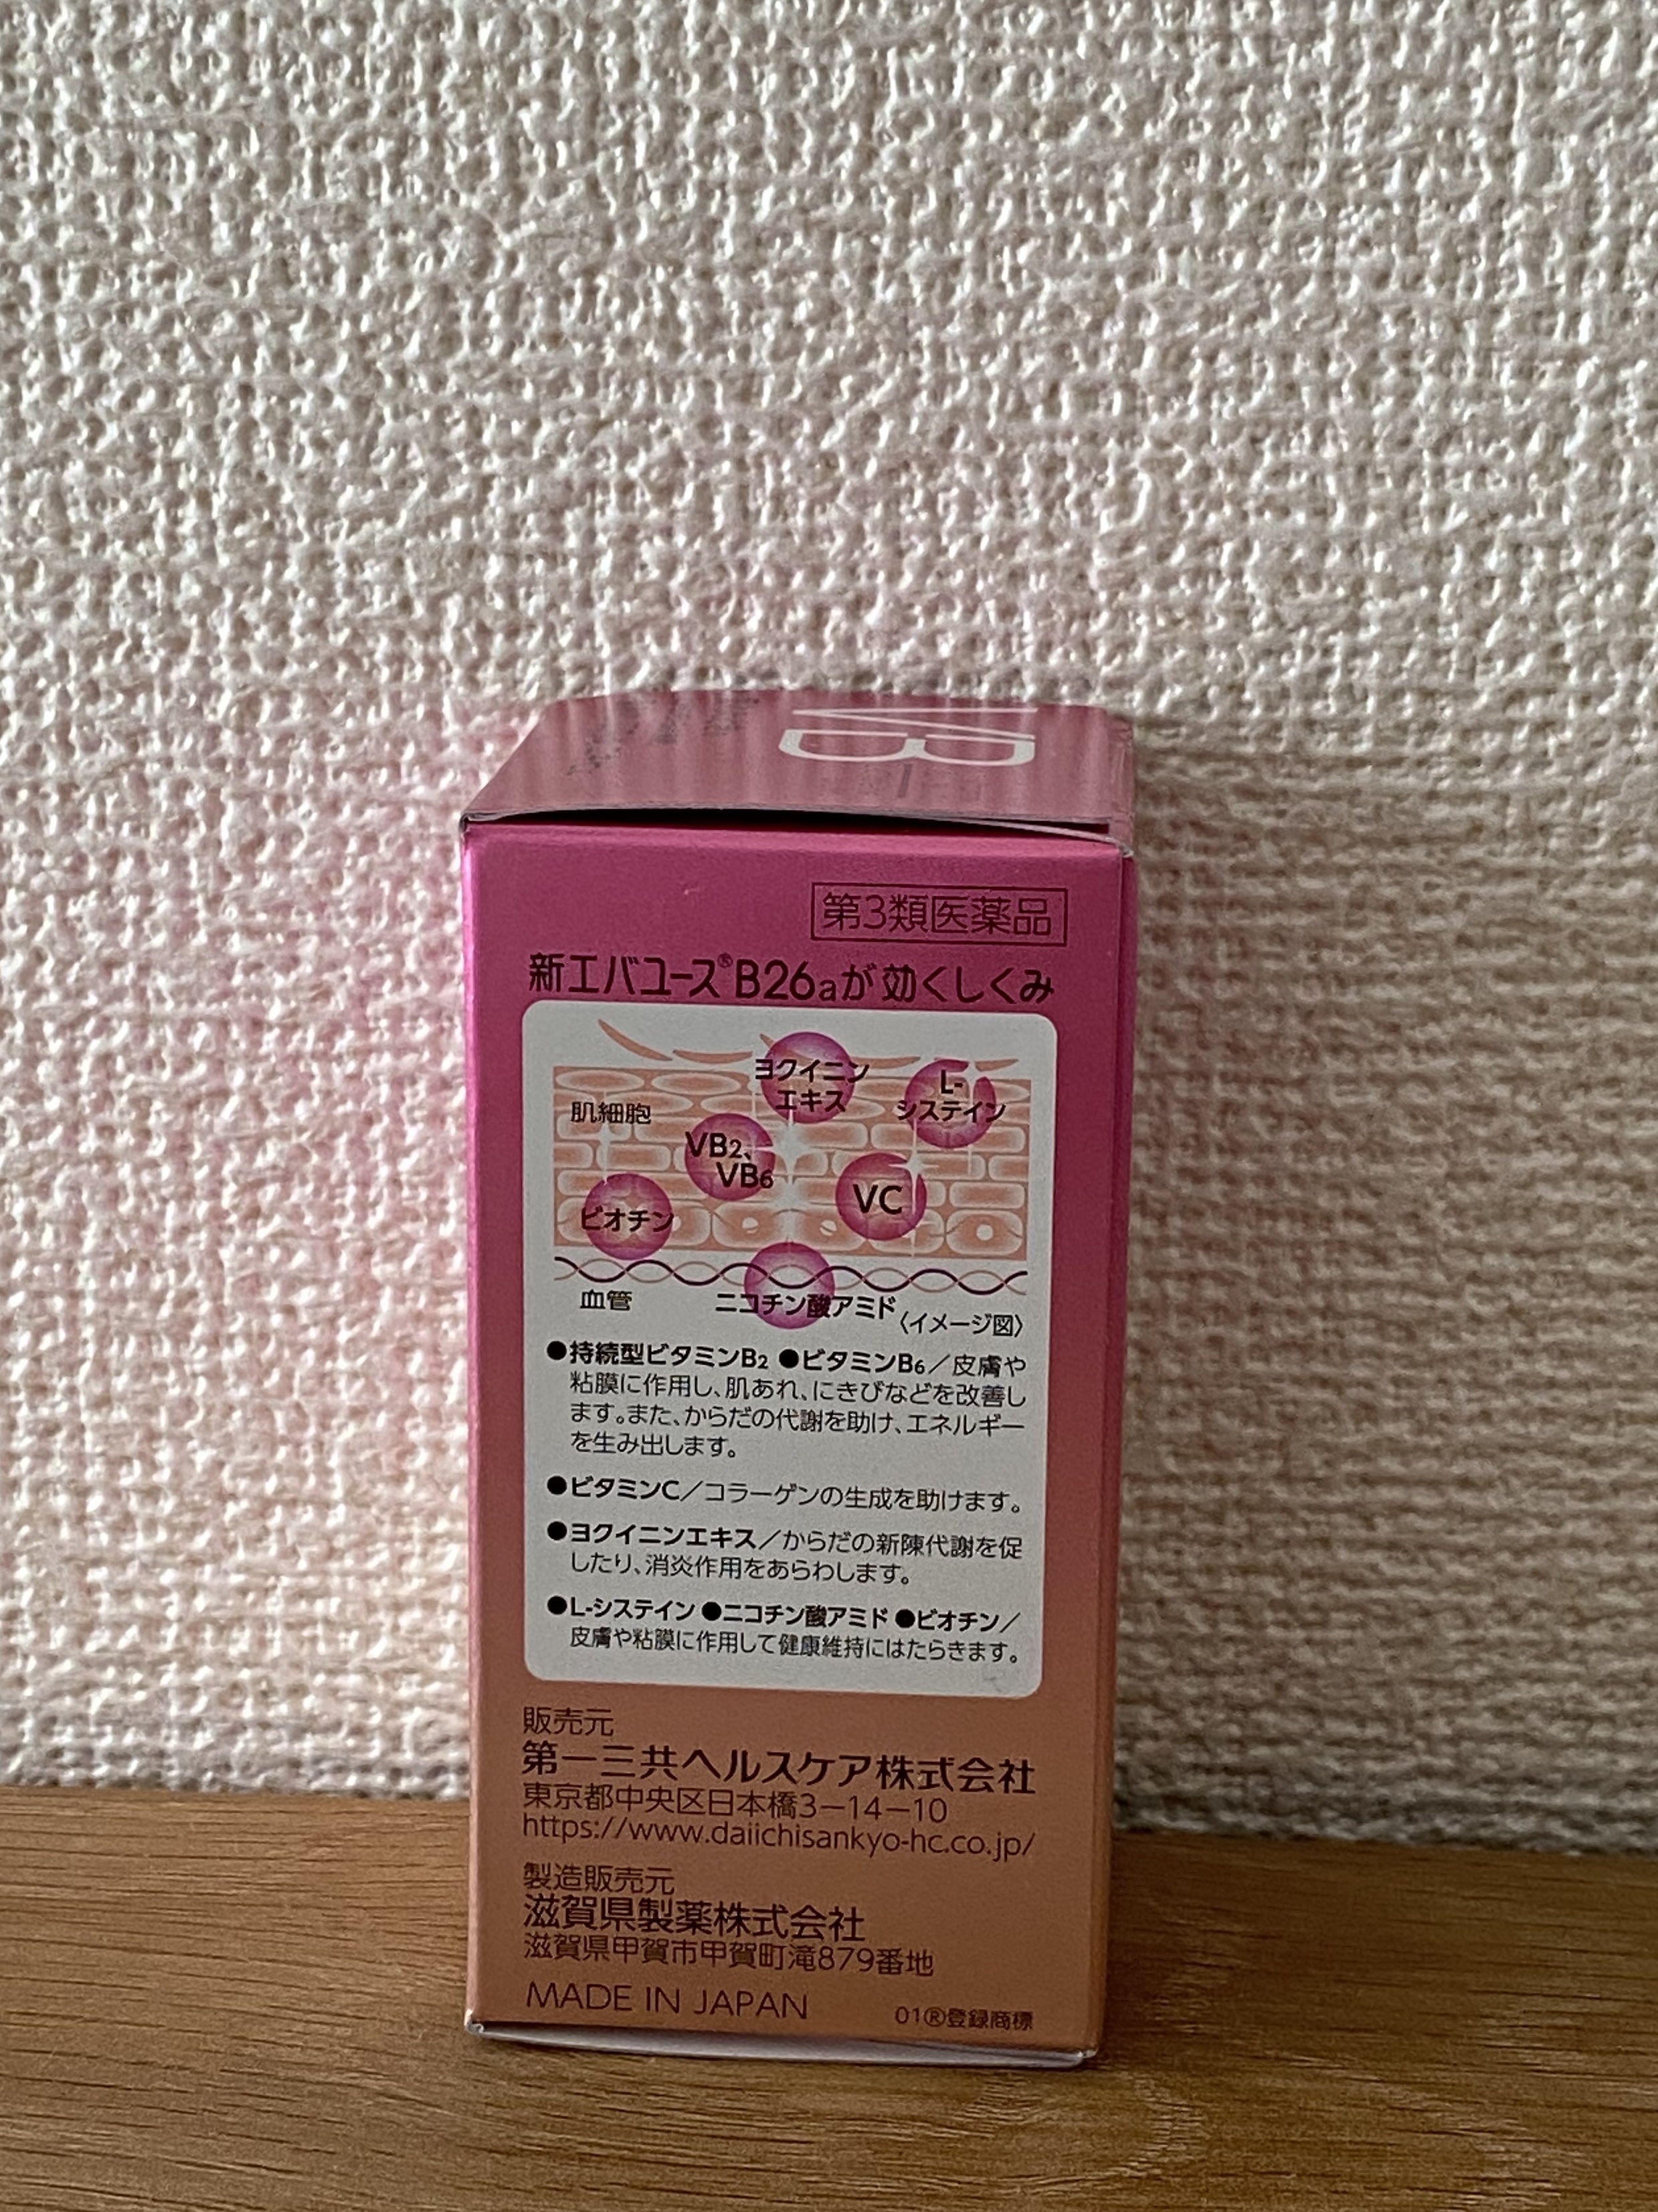 VB
第3類医薬品
新エバユース®B26aが効くしくみ
ヨクイニン
エキス
L-
システイン
肌細胞
VB2、
VB6
VC
ビオチン
血管
ニコチン酸アミド
〈イメージ図〉
●持続型ビタミンB2 ●ビタミンB6／皮膚や
粘膜に作用し、肌あれ、にきびなどを改善し
ます。また、からだの代謝を助け、エネルギー
を生み出します。
●ビタミンC／コラーゲンの生成を助けます。
●ヨクイニンエキス／からだの新陳代謝を促
したり、消炎作用をあらわします。
●L-システイン ●ニコチン酸アミド ●ビオチン／
皮膚や粘膜に作用して健康維持にはたらきます。
販売元
第一三共ヘルスケア株式会社
東京都中央区日本橋3－14－10
https://www.daiichisankyo-hc.co.jp/
製造販売元
滋賀県製薬株式会社
滋賀県甲賀市甲賀町滝879番地
MADE IN JAPAN
01®登録商標